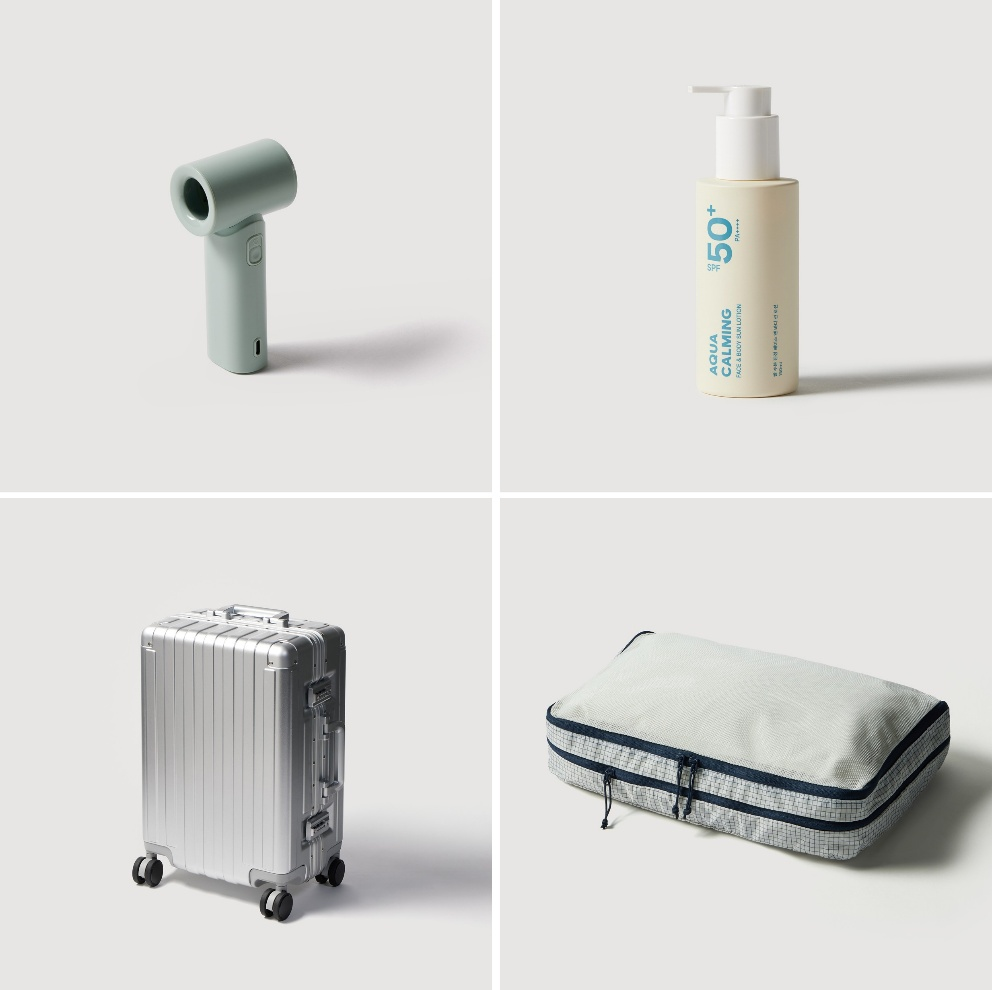 SPF 50+
PA++++
AQUA
CALMING
FACE & BODY SUN LOTION